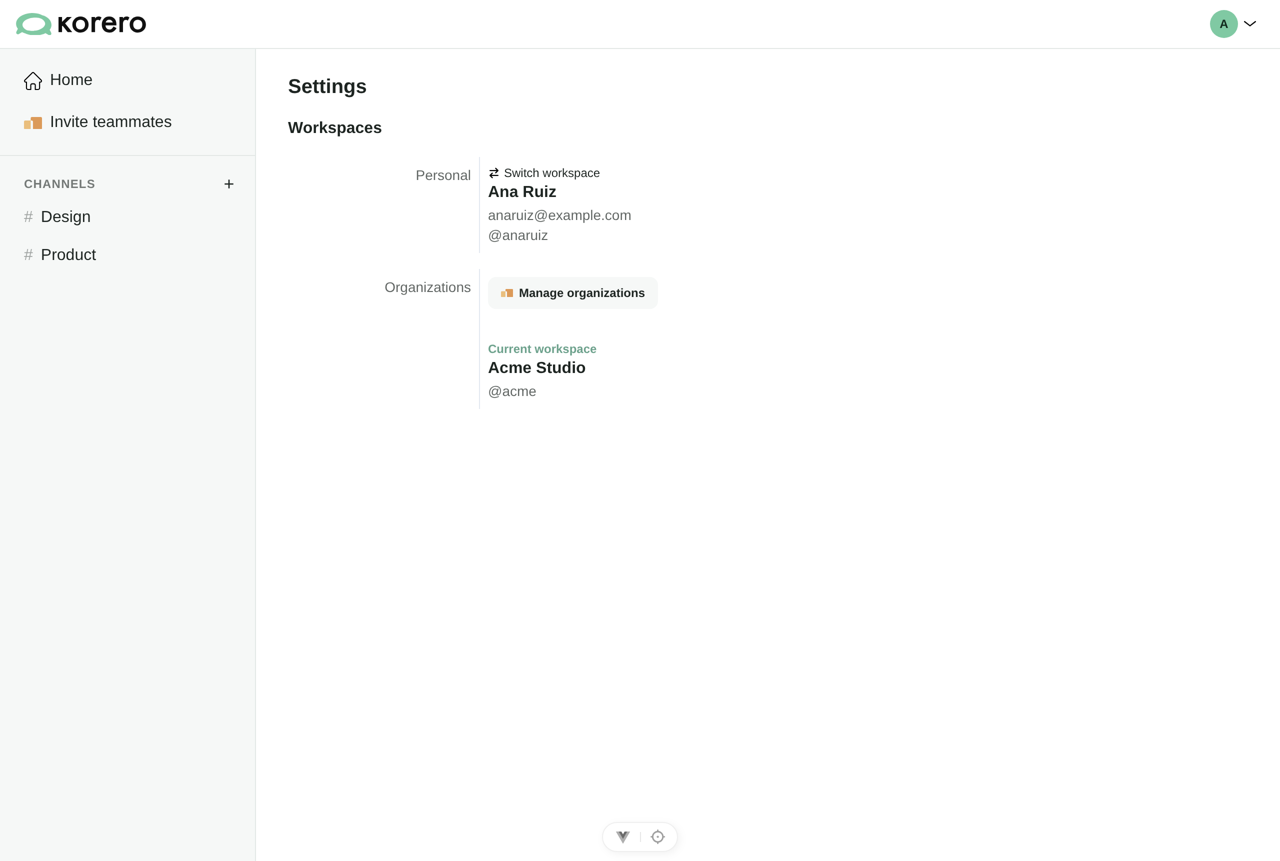 korero
A
Home
Invite teammates
CHANNELS +
# Design
# Product
Settings
Workspaces
Personal
Switch workspace
Ana Ruiz
anaruiz@example.com
@anaruiz
Organizations
Manage organizations
Current workspace
Acme Studio
@acme